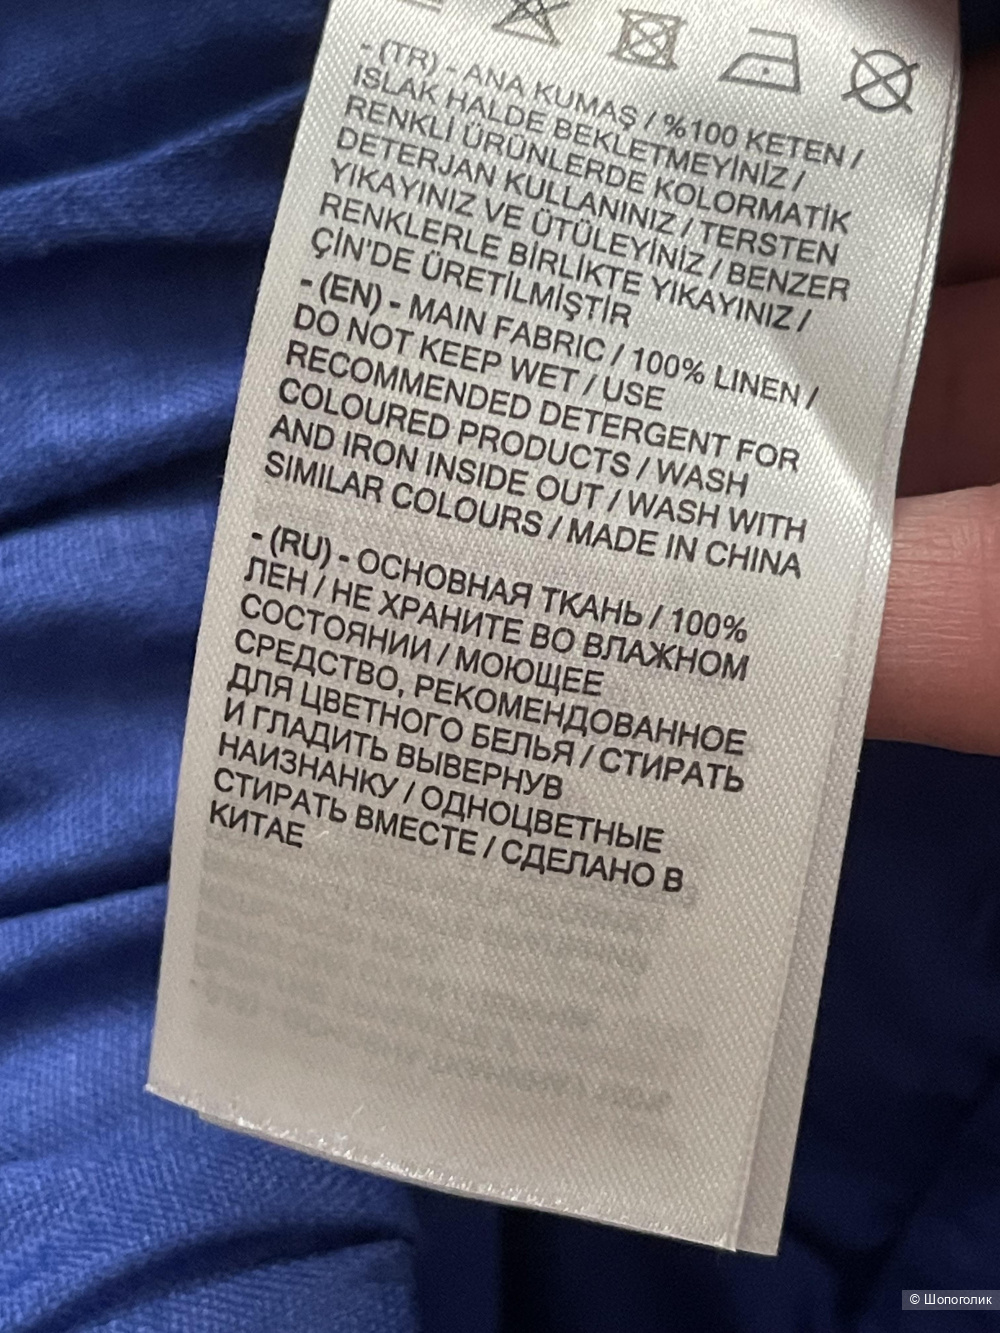 - (TR) - ANA KUMAŞ / %100 KETEN /
ISLAK HALDE BEKLETMEYİNİZ /
RENKLİ ÜRÜNLERDE KOLORMATİK
DETERJAN KULLANINIZ / TERSTEN
YIKAYINIZ VE ÜTÜLEYİNİZ / BENZER
RENKLERLE BİRLİKTE YIKAYINIZ /
ÇİN'DE ÜRETİLMİŞTİR
- (EN) - MAIN FABRIC / 100% LINEN /
DO NOT KEEP WET / USE
RECOMMENDED DETERGENT FOR
COLOURED PRODUCTS / WASH
AND IRON INSIDE OUT / WASH WITH
SIMILAR COLOURS / MADE IN CHINA
- (RU) - ОСНОВНАЯ ТКАНЬ / 100%
ЛЕН / НЕ ХРАНИТЕ ВО ВЛАЖНОМ
СОСТОЯНИИ / МОЮЩЕЕ
СРЕДСТВО, РЕКОМЕНДОВАННОЕ
ДЛЯ ЦВЕТНОГО БЕЛЬЯ / СТИРАТЬ
И ГЛАДИТЬ ВЫВЕРНУВ
НАИЗНАНКУ / ОДНОЦВЕТНЫЕ
СТИРАТЬ ВМЕСТЕ / СДЕЛАНО В
КИТАЕ
© Шопоголик